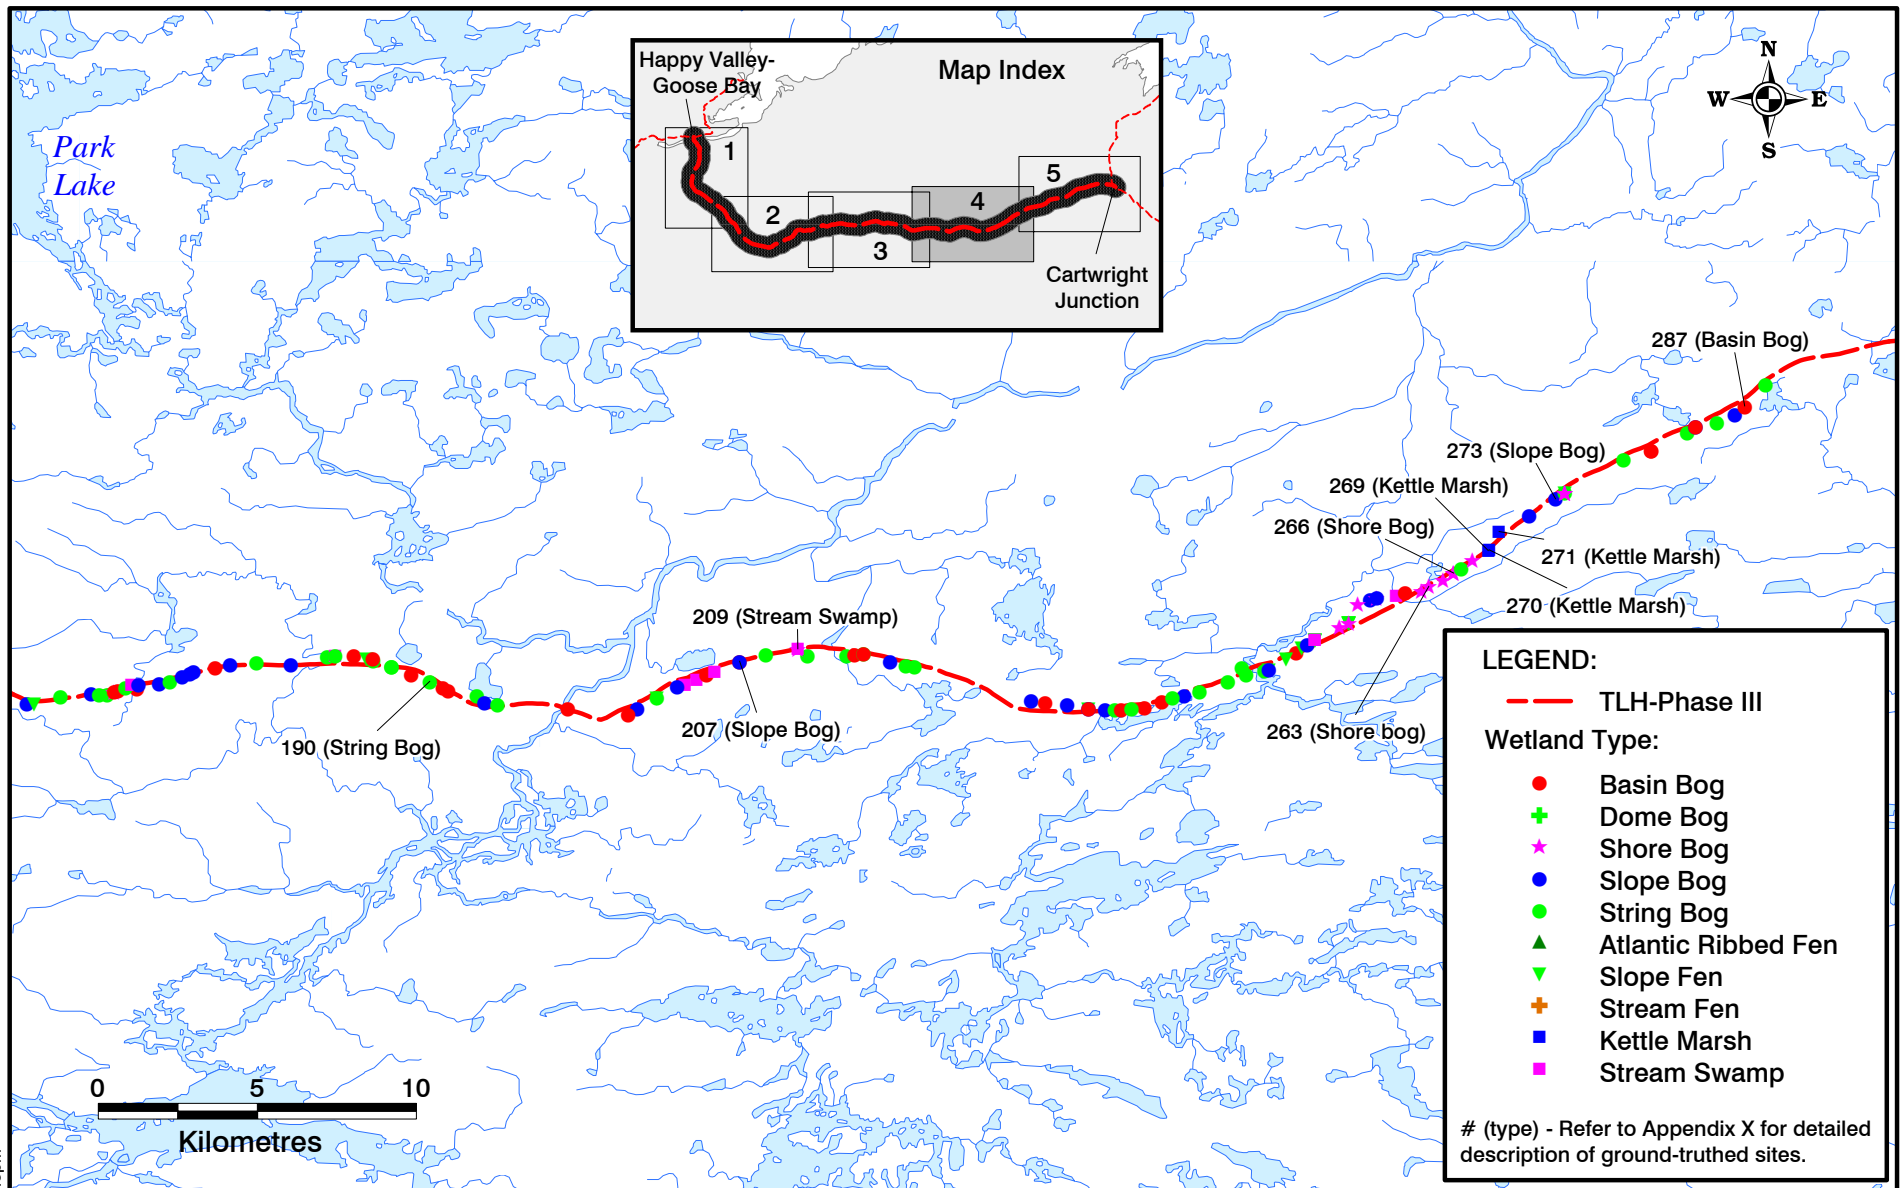 Happy Valley-
Goose Bay
Map Index
1
2
3
4
5
Cartwright
Junction
N
W
E
S
Park
Lake
287 (Basin Bog)
273 (Slope Bog)
269 (Kettle Marsh)
266 (Shore Bog)
271 (Kettle Marsh)
270 (Kettle Marsh)
209 (Stream Swamp)
207 (Slope Bog)
190 (String Bog)
263 (Shore bog)
LEGEND:
TLH-Phase III
Wetland Type:
Basin Bog
Dome Bog
Shore Bog
Slope Bog
String Bog
Atlantic Ribbed Fen
Slope Fen
Stream Fen
Kettle Marsh
Stream Swamp
# (type) - Refer to Appendix X for detailed
description of ground-truthed sites.
0 5 10
Kilometres